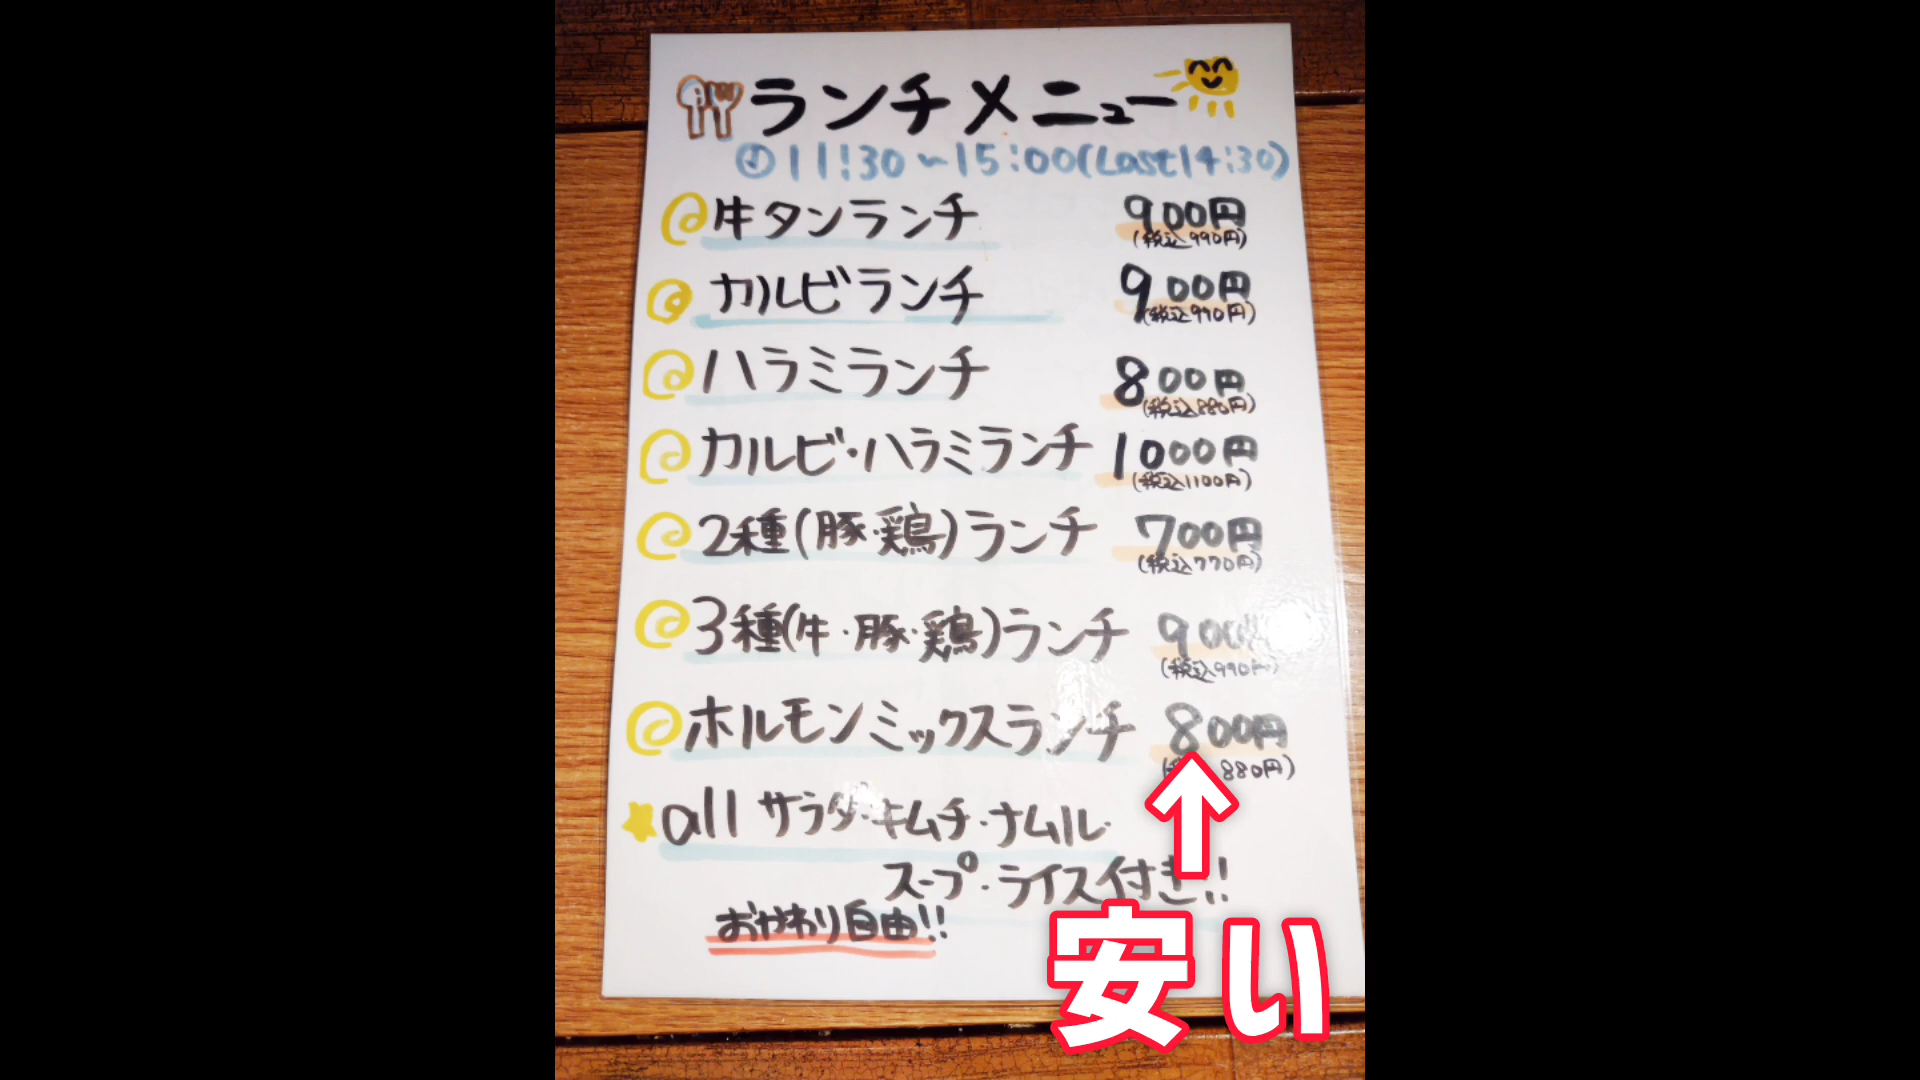 ランチメニュー
11:30～15:00(Last14:30)
牛タンランチ 900円
(税込990円)
カルビランチ 900円
(税込990円)
ハラミランチ 800円
(税込880円)
カルビ・ハラミランチ 1000円
(税込1100円)
2種(豚・鶏)ランチ 700円
(税込770円)
3種(牛・豚・鶏)ランチ 900円
(税込990円)
ホルモンミックスランチ 800円
880円)
all サラダ・キムチ・ナムル・
スープ・ライス付き!!
おかわり自由!!
安い